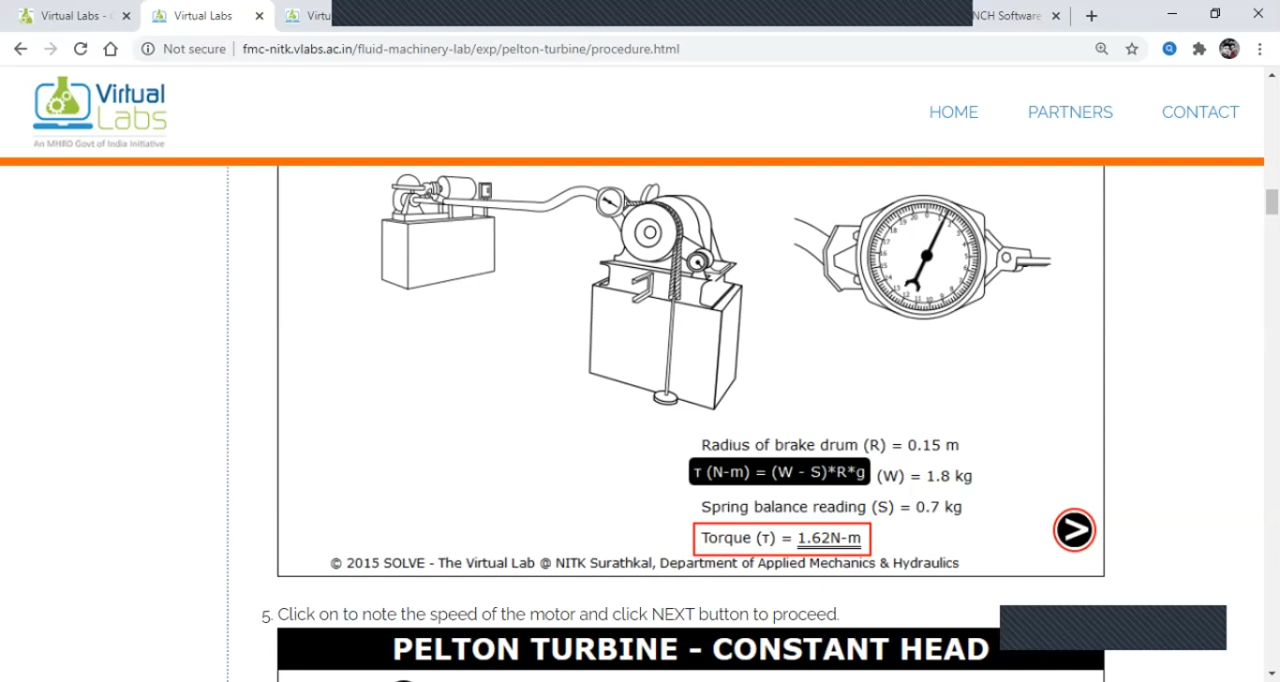 Virtual Labs -
Virtual Labs
Virtu
NCH Software
Not secure
fmc-nitk.vlabs.ac.in/fluid-machinery-lab/exp/pelton-turbine/procedure.html
Virtual
Labs
An MHRD Govt of India Initiative
HOME
PARTNERS
CONTACT
Radius of brake drum (R) = 0.15 m
τ (N-m) = (W - S)*R*g (W) = 1.8 kg
Spring balance reading (S) = 0.7 kg
Torque (τ) = 1.62N-m
>
© 2015 SOLVE - The Virtual Lab @ NITK Surathkal, Department of Applied Mechanics & Hydraulics
5. Click on to note the speed of the motor and click NEXT button to proceed.
PELTON TURBINE - CONSTANT HEAD